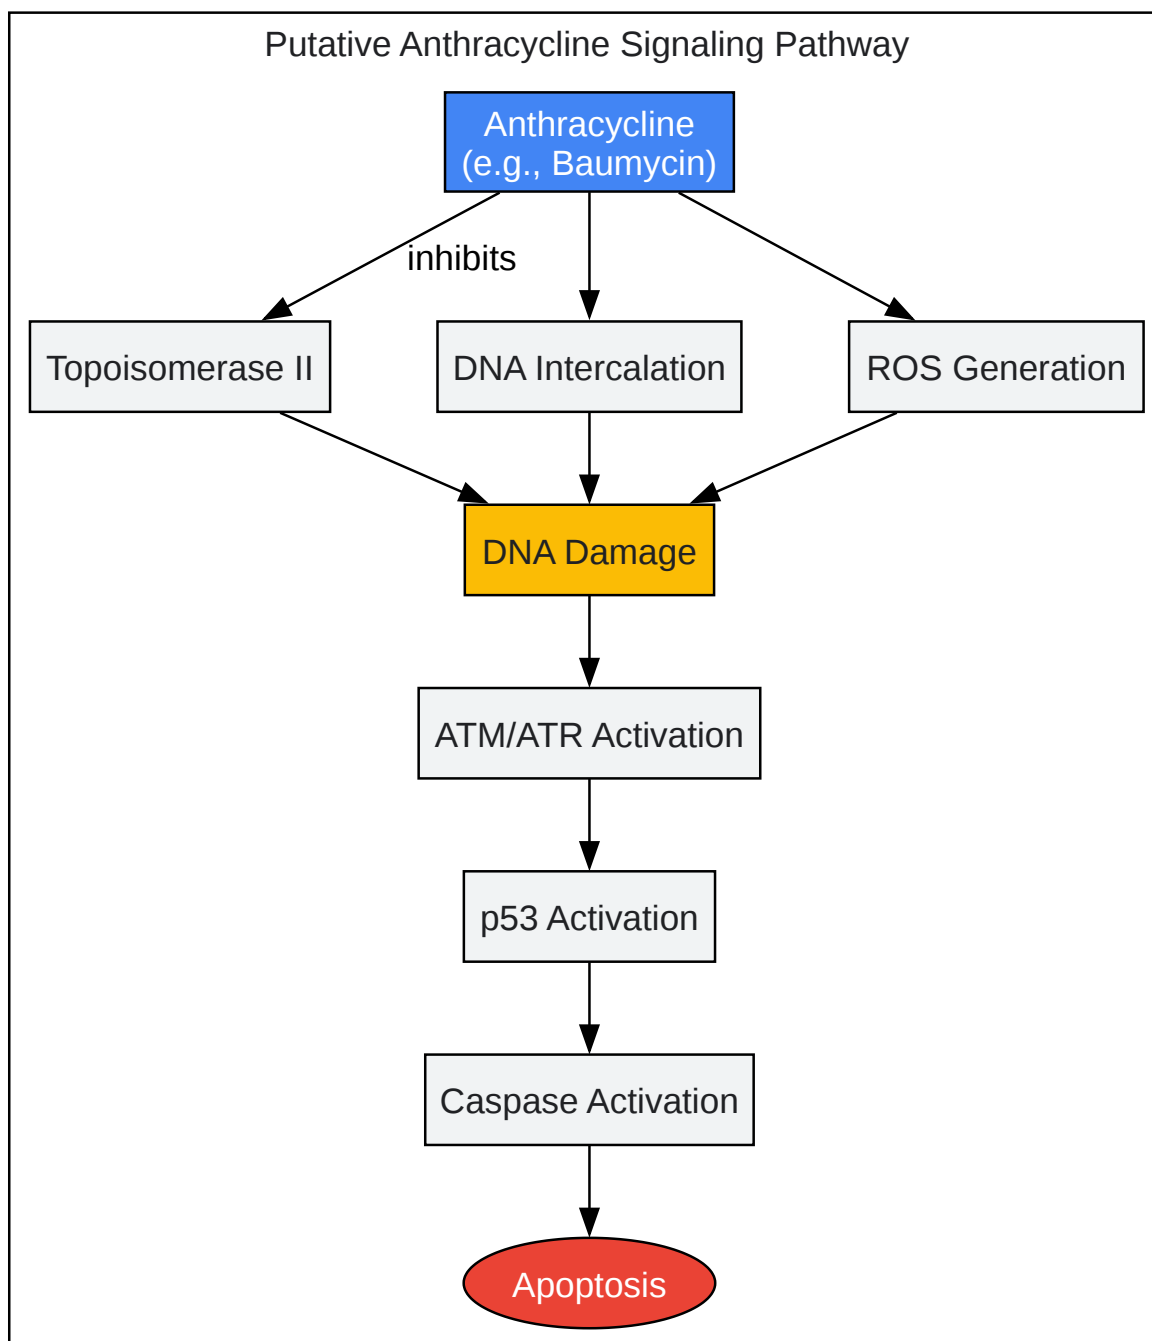 Putative Anthracycline Signaling Pathway
Anthracycline
(e.g., Baumycin)
inhibits
Topoisomerase II
DNA Intercalation
ROS Generation
DNA Damage
ATM/ATR Activation
p53 Activation
Caspase Activation
Apoptosis